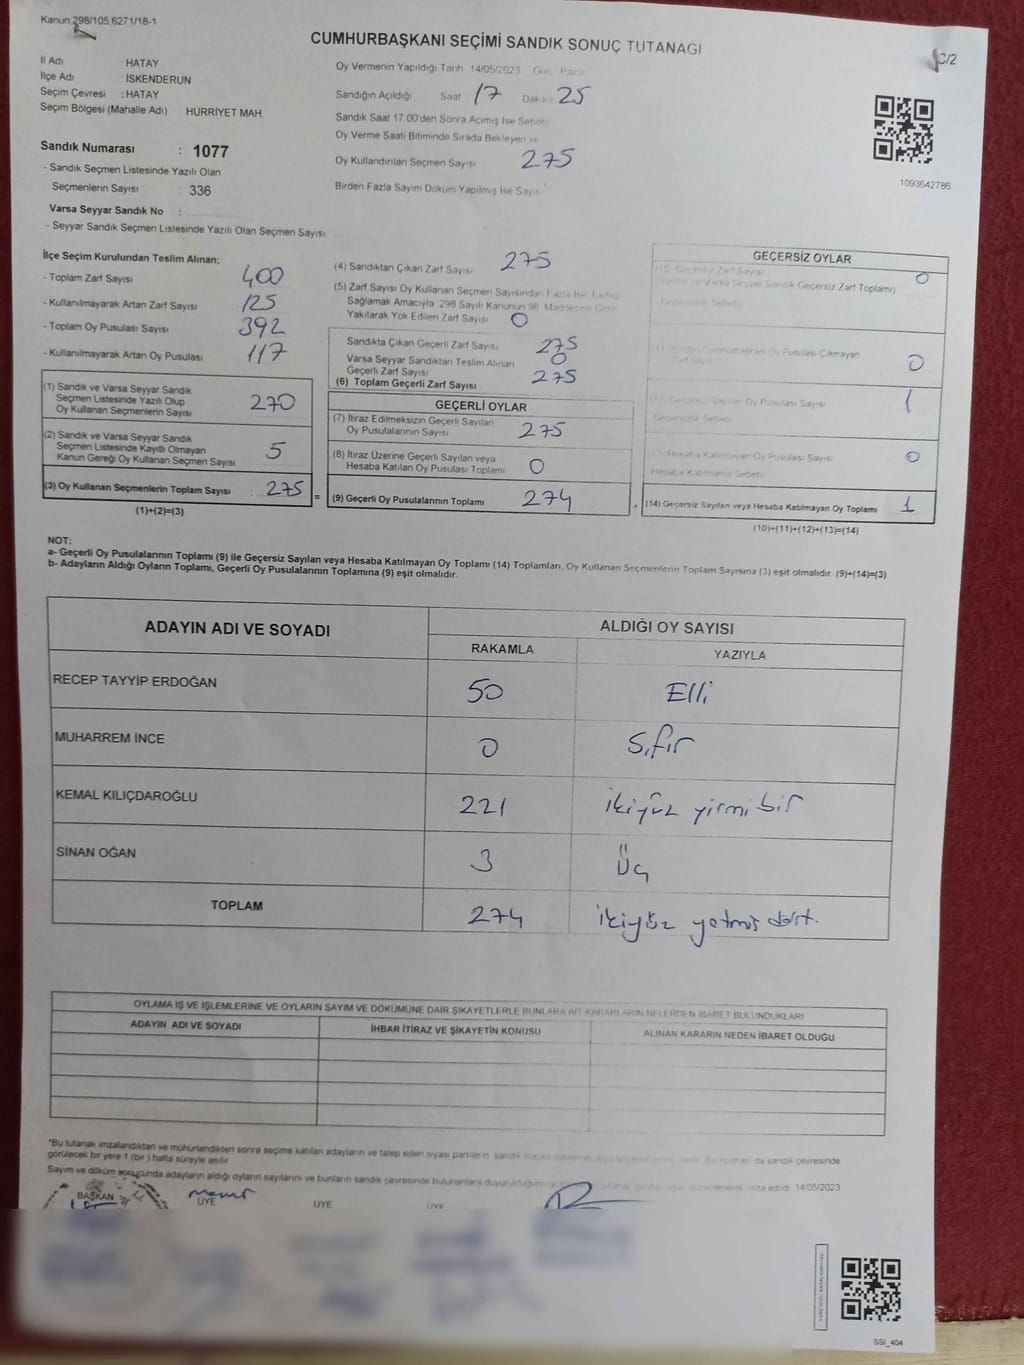 Kanun 298/105,6271/18-1
CUMHURBAŞKANI SEÇİMİ SANDIK SONUÇ TUTANAĞI
C/2
İl Adı : HATAY
İlçe Adı : İSKENDERUN
Seçim Çevresi : HATAY
Seçim Bölgesi (Mahalle Adı) HÜRRİYET MAH.
Sandık Numarası : 1077
- Sandık Seçmen Listesinde Yazılı Olan
Seçmenlerin Sayısı : 336
Varsa Seyyar Sandık No :
- Seyyar Sandık Seçmen Listesinde Yazılı Olan Seçmen Sayısı
Oy Vermenin Yapıldığı Tarih 14/05/2023 Gün Pazar
Sandığın Açıldığı Saat 17 Dakika 25
Sandık Saat 17:00'den Sonra Açımış İse Sebebi
Oy Verme Saati Bitiminde Sırada Bekleyen ve
Oy Kullandırılan Seçmen Sayısı 275
Birden Fazla Sayım Döküm Yapılmış İse Sayısı
1093642786
İlçe Seçim Kurulundan Teslim Alınan;
- Toplam Zarf Sayısı 400
- Kullanılmayarak Artan Zarf Sayısı 125
- Toplam Oy Pusulası Sayısı 392
- Kullanılmayarak Artan Oy Pusulası 117
(1) Sandık ve Varsa Seyyar Sandık
Seçmen Listesinde Yazılı Olup
Oy Kullanan Seçmenlerin Sayısı 270
(2) Sandık ve Varsa Seyyar Sandık
Seçmen Listesinde Kayıtlı Olmayan
Kanun Gereği Oy Kullanan Seçmen Sayısı 5
(3) Oy Kullanan Seçmenlerin Toplam Sayısı : 275 =
(1)+(2)=(3)
(4) Sandıktan Çıkan Zarf Sayısı 275
(5) Zarf Sayısı Oy Kullanan Seçmen Sayısından Fazla İse, Eşitliği
Sağlamak Amacıyla 298 Sayılı Kanunun 98. Maddesine Göre
Yakılarak Yok Edilen Zarf Sayısı 0
Sandıkta Çıkan Geçerli Zarf Sayısı 275
Varsa Seyyar Sandıktan Teslim Alınan
Geçerli Zarf Sayısı 0
(6) Toplam Geçerli Zarf Sayısı 275
GEÇERLİ OYLAR
(7) İtiraz Edilmeksizin Geçerli Sayılan
Oy Pusulalarının Sayısı 275
(8) İtiraz Üzerine Geçerli Sayılan veya
Hesaba Katılan Oy Pusulası Toplamı 0
(9) Geçerli Oy Pusulalarının Toplamı 274
GEÇERSİZ OYLAR
(10) Geçersiz Zarf Sayısı
Sandık ve Varsa Seyyar Sandık Geçersiz Zarf Toplamı) 0
Geçersizlik Sebebi
Oy Pusulası Çıkmayan
Zarf Sayısı 0
Sayılan Oy Pusulası Sayısı 1
Geçersizlik Sebebi
(13) Hesaba Katılmayan Oy Pusulası Sayısı 0
Hesaba Katılmama Sebebi
(14) Geçersiz Sayılan veya Hesaba Katılmayan Oy Toplamı 1
(10)+(11)+(12)+(13)=(14)
NOT:
a- Geçerli Oy Pusulalarının Toplamı (9) ile Geçersiz Sayılan veya Hesaba Katılmayan Oy Toplamı (14) Toplamları, Oy Kullanan Seçmenlerin Toplam Sayısına (3) eşit olmalıdır. (9)+(14)=(3)
b- Adayların Aldığı Oyların Toplamı, Geçerli Oy Pusulalarının Toplamına (9) eşit olmalıdır.
ADAYIN ADI VE SOYADI ALDIĞI OY SAYISI
RAKAMLA YAZIYLA
RECEP TAYYİP ERDOĞAN 50 Elli
MUHARREM İNCE 0 Sıfır
KEMAL KILIÇDAROĞLU 221 ikiyüz yirmi bir
SİNAN OĞAN 3 Üç
TOPLAM 274 ikiyüz yetmiş dört.
OYLAMA İŞ VE İŞLEMLERİNE VE OYLARIN SAYIM VE DÖKÜMÜNE DAİR ŞİKAYETLERLE BUNLARA AİT KARARLARIN NELERDEN İBARET BULUNDUKLARI
ADAYIN ADI VE SOYADI İHBAR İTİRAZ VE ŞİKAYETİN KONUSU ALINAN KARARIN NEDEN İBARET OLDUĞU
*Bu tutanak imzalandıktan ve mühürlendikten sonra seçime katılan adayların ve talep eden siyasi partilerin sandık
görülecek bir yere 1 (bir ) hafta süreyle asılır.
Sayım ve döküm sonucunda adayların aldığı oyların sayılarını ve bunların sandık çevresinde bulunanlara imza edildi 14/05/2023
BAŞKAN ÜYE ÜYE ÜYE
SSI_404